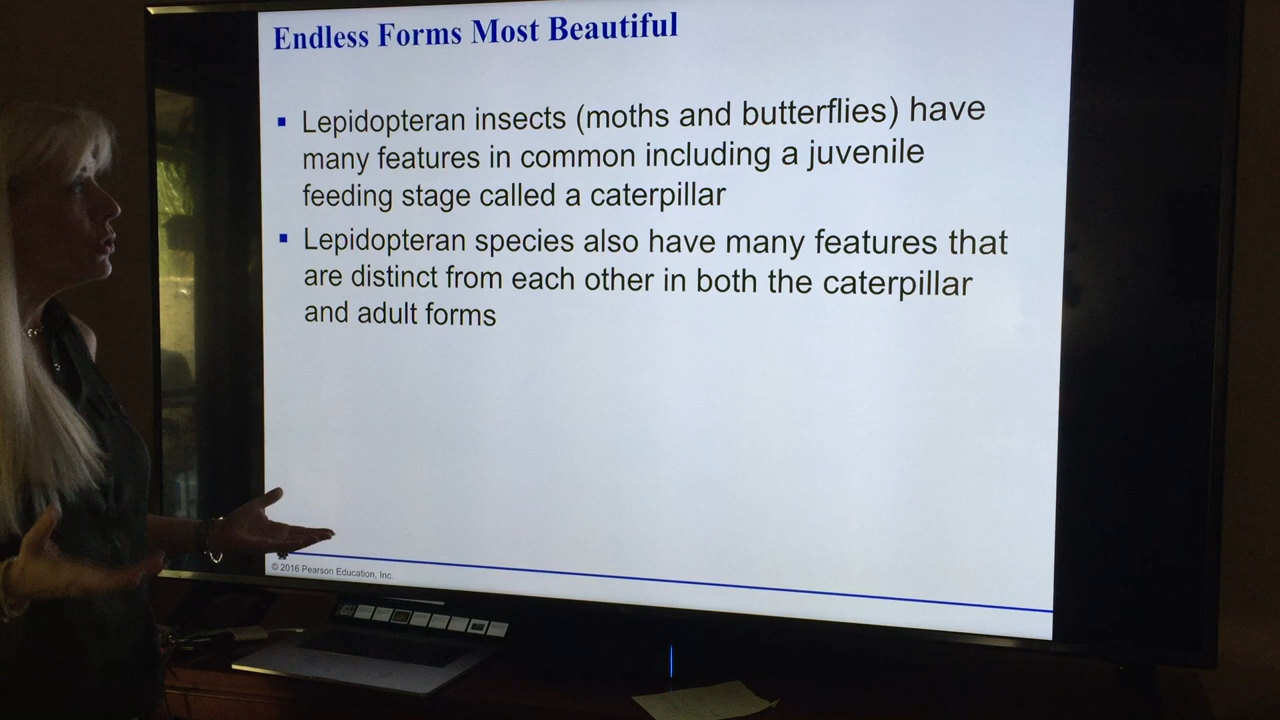 Endless Forms Most Beautiful
▪ Lepidopteran insects (moths and butterflies) have
many features in common including a juvenile
feeding stage called a caterpillar
▪ Lepidopteran species also have many features that
are distinct from each other in both the caterpillar
and adult forms
© 2016 Pearson Education, Inc.